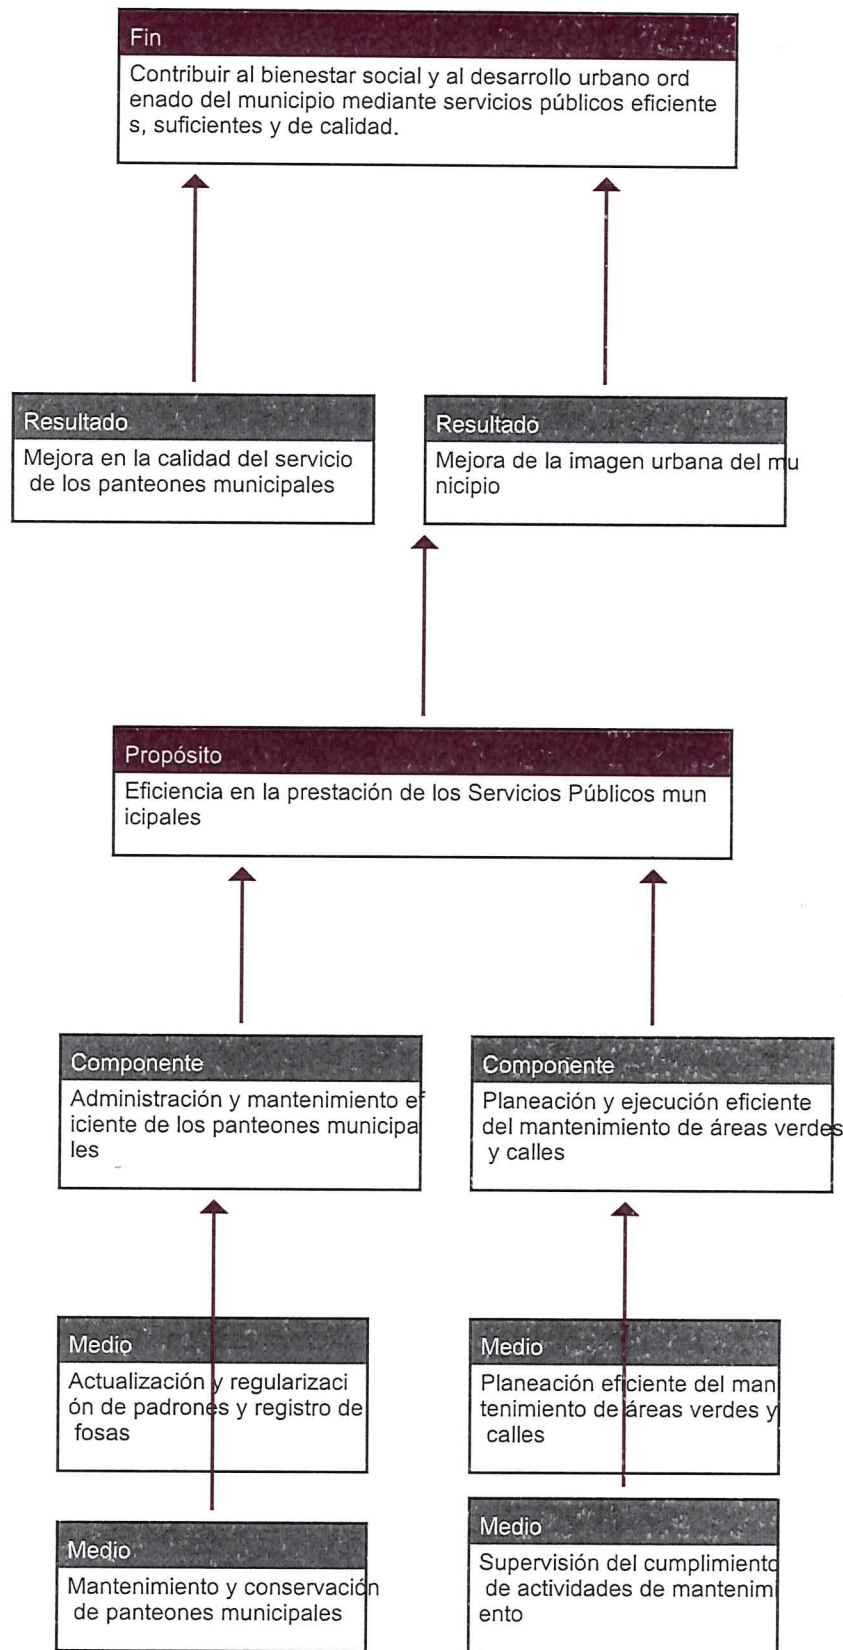 Fin
Contribuir al bienestar social y al desarrollo urbano ord
enado del municipio mediante servicios públicos eficiente
s, suficientes y de calidad.
Resultado
Mejora en la calidad del servicio
de los panteones municipales
Resultado
Mejora de la imagen urbana del mu
nicipio
Propósito
Eficiencia en la prestación de los Servicios Públicos mun
icipales
Componente
Administración y mantenimiento ef
iciente de los panteones municipa
les
Componente
Planeación y ejecución eficiente
del mantenimiento de áreas verdes
y calles
Medio
Actualización y regularizaci
ón de padrones y registro de
fosas
Medio
Planeación eficiente del man
tenimiento de áreas verdes y
calles
Medio
Mantenimiento y conservación
de panteones municipales
Medio
Supervisión del cumplimiento
de actividades de mantenimi
ento